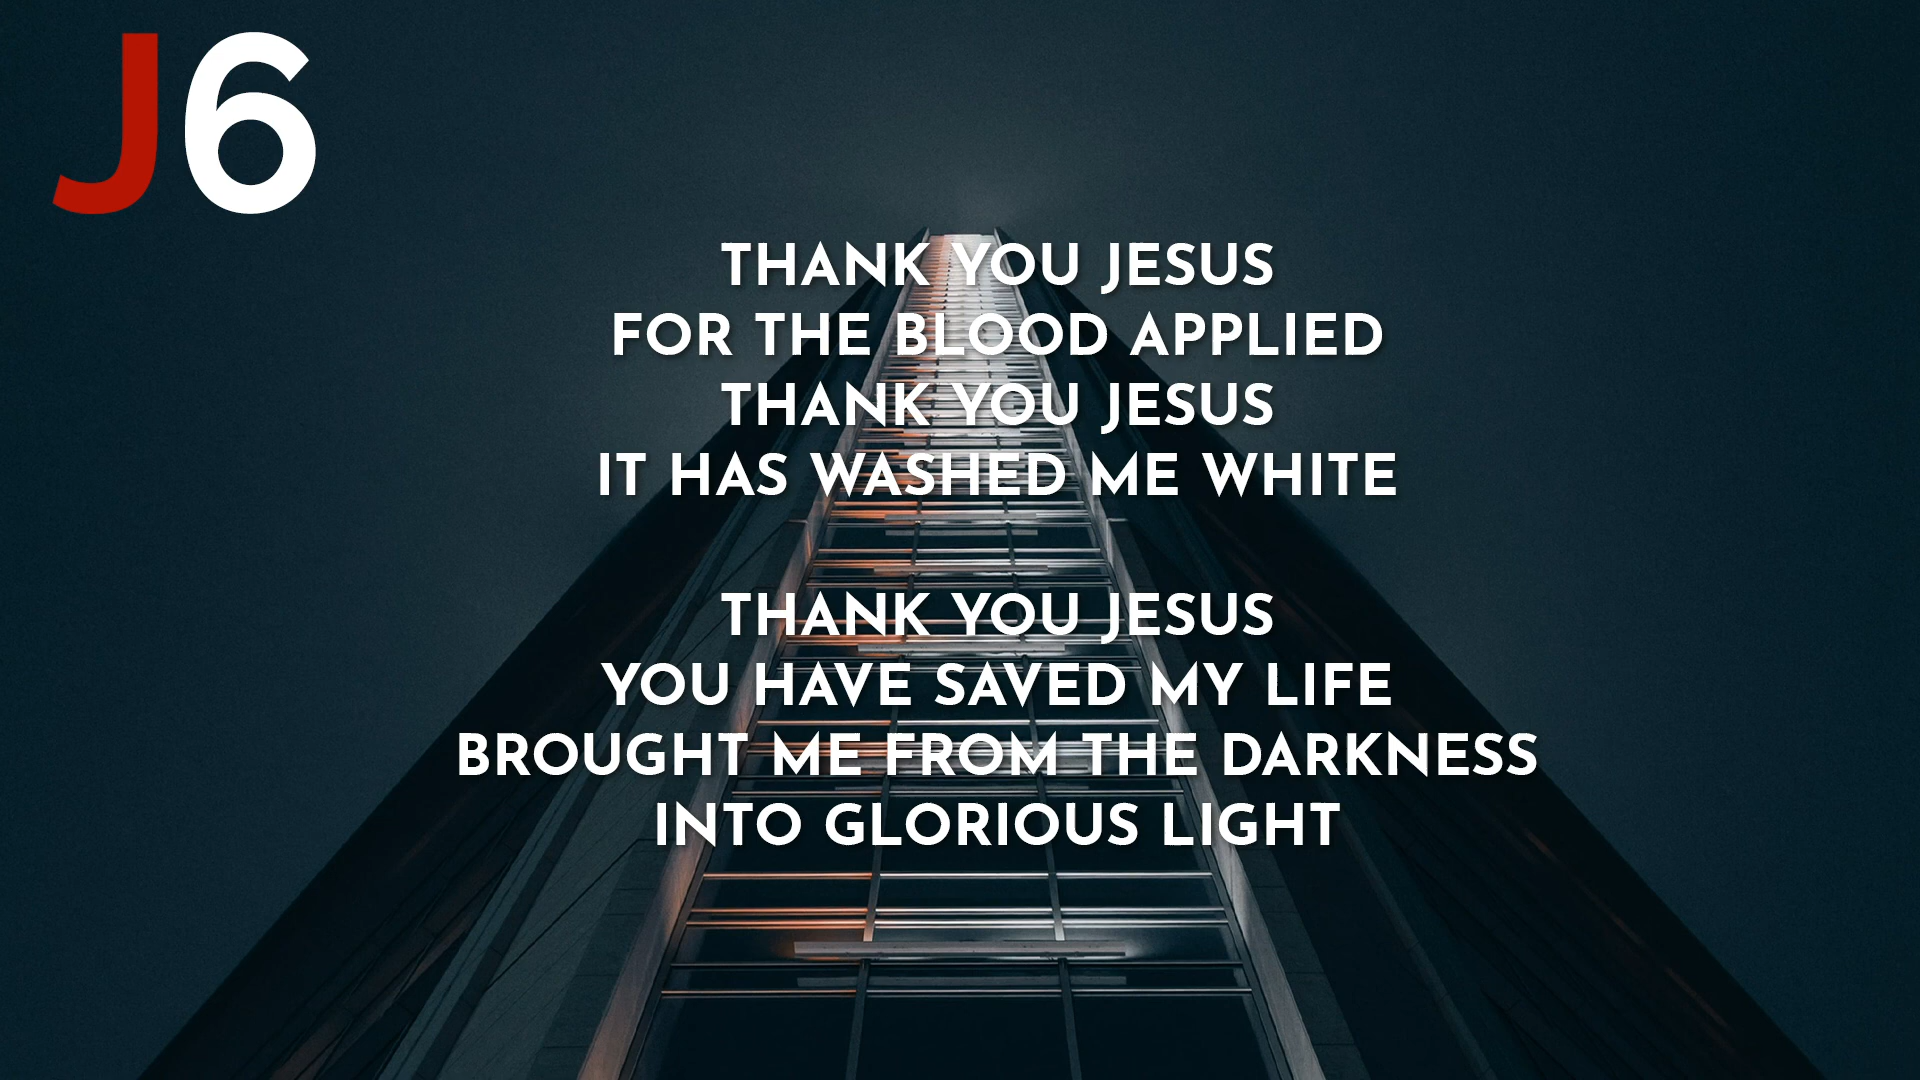 J6
THANK YOU JESUS
FOR THE BLOOD APPLIED
THANK YOU JESUS
IT HAS WASHED ME WHITE
THANK YOU JESUS
YOU HAVE SAVED MY LIFE
BROUGHT ME FROM THE DARKNESS
INTO GLORIOUS LIGHT